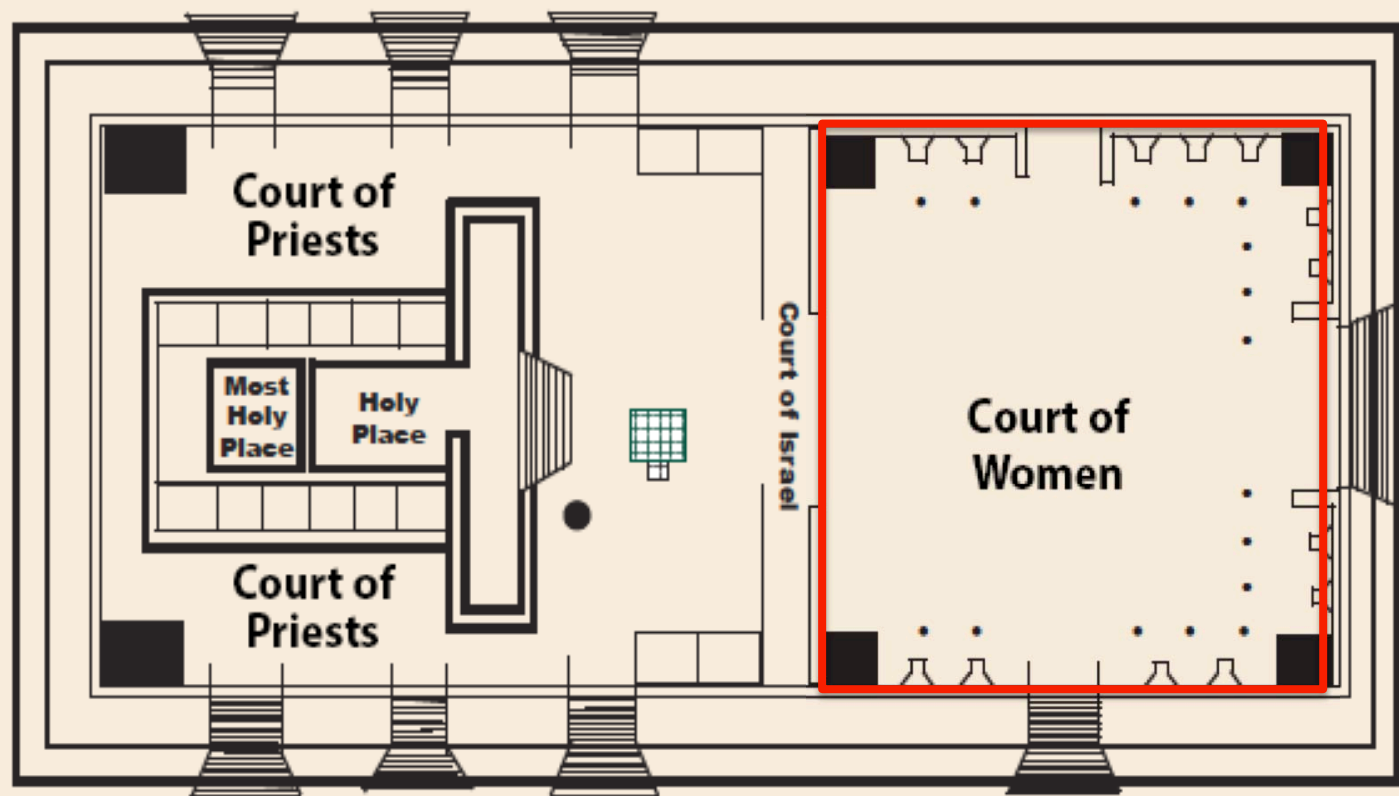 Court of
Priests
Most
Holy
Place
Holy
Place
Court of Israel
Court of
Women
Court of
Priests